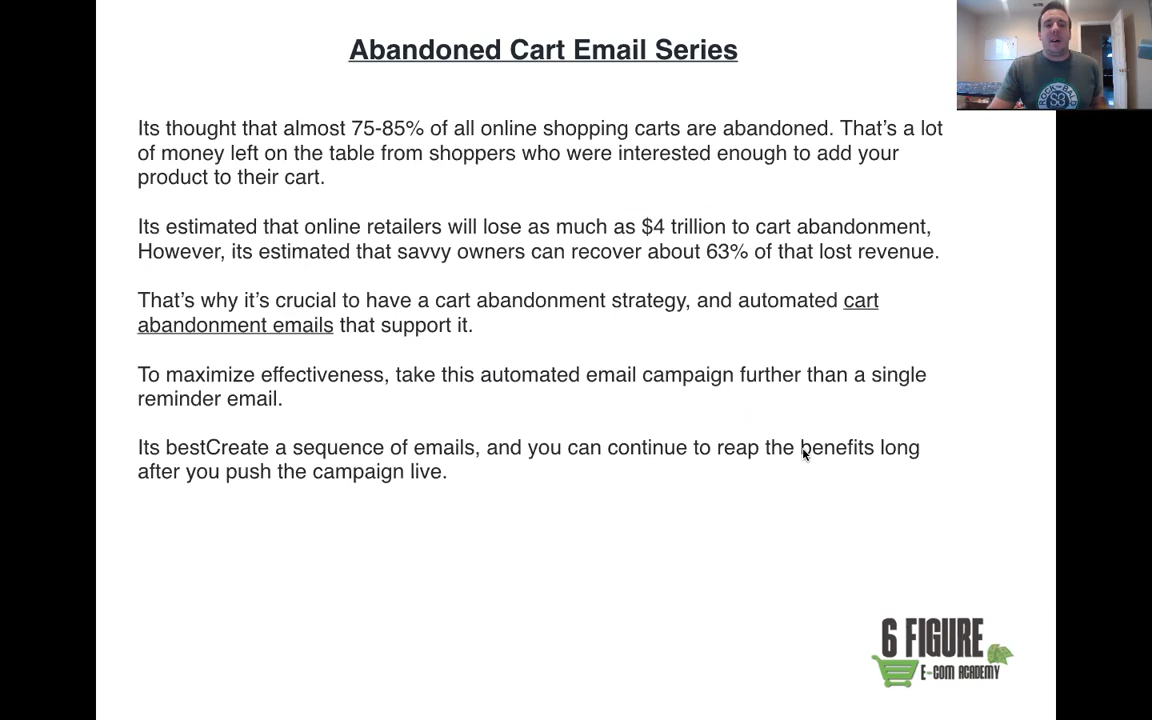 Abandoned Cart Email Series
Its thought that almost 75-85% of all online shopping carts are abandoned. That’s a lot
of money left on the table from shoppers who were interested enough to add your
product to their cart.
Its estimated that online retailers will lose as much as $4 trillion to cart abandonment,
However, its estimated that savvy owners can recover about 63% of that lost revenue.
That’s why it’s crucial to have a cart abandonment strategy, and automated cart
abandonment emails that support it.
To maximize effectiveness, take this automated email campaign further than a single
reminder email.
Its bestCreate a sequence of emails, and you can continue to reap the benefits long
after you push the campaign live.
6 FIGURE
E-COM ACADEMY